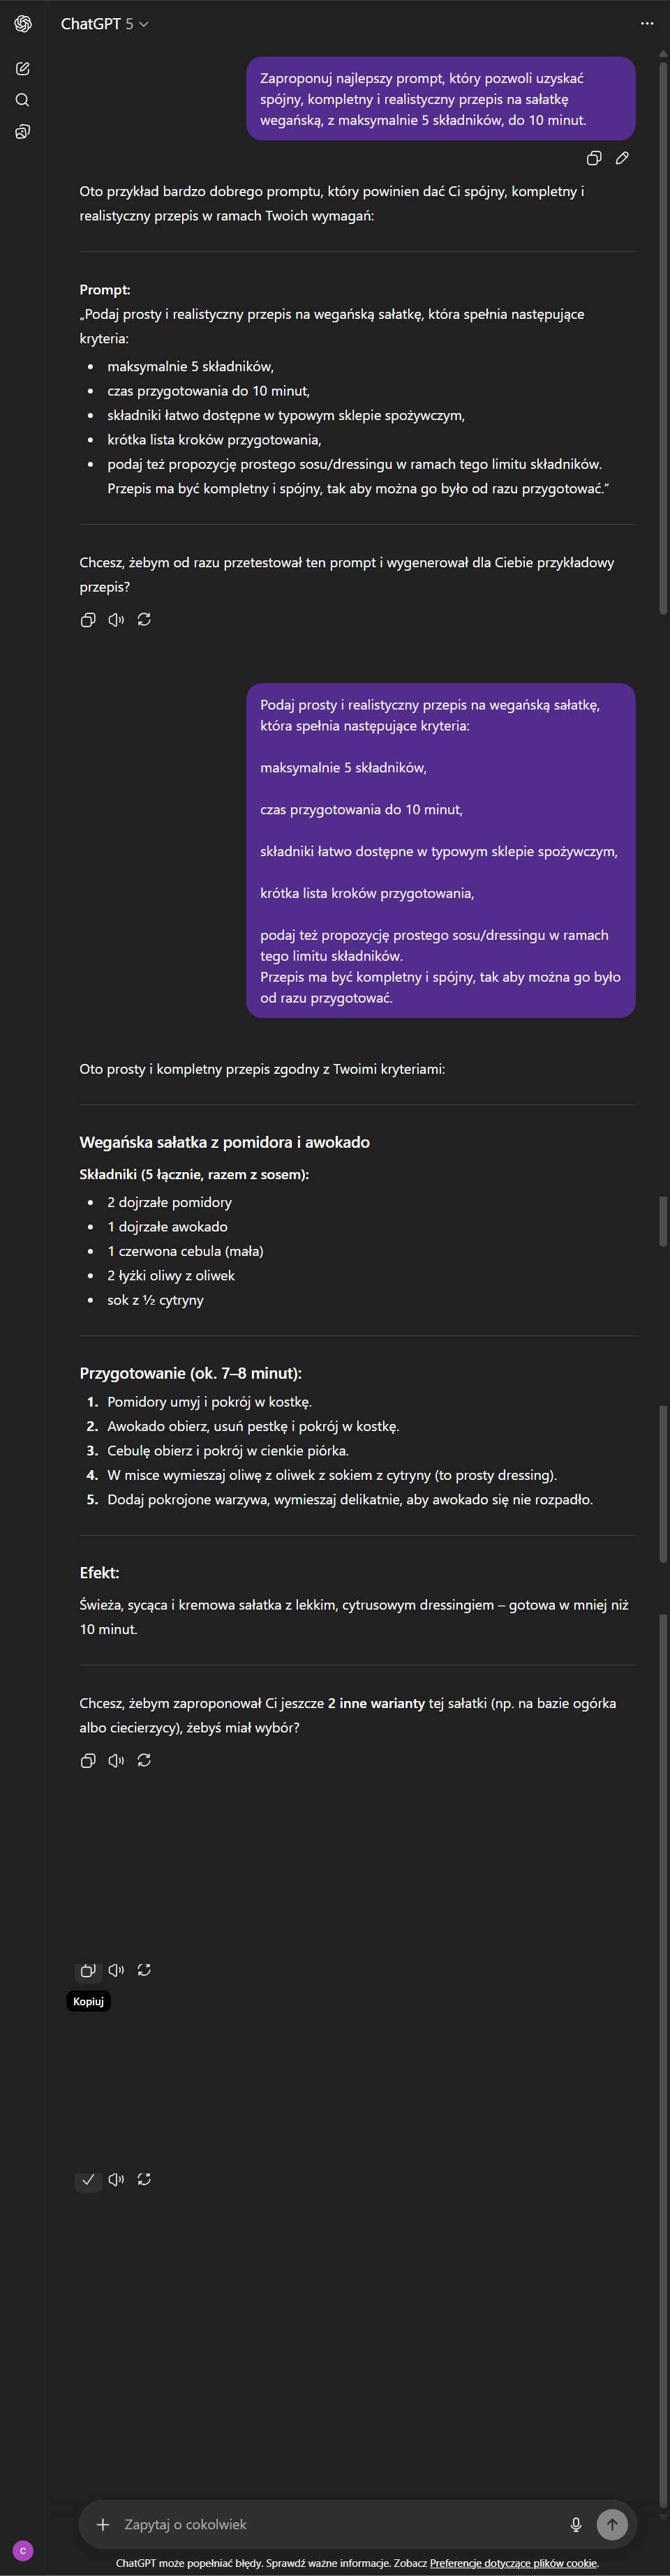 ChatGPT 5
Zaproponuj najlepszy prompt, który pozwoli uzyskać
spójny, kompletny i realistyczny przepis na sałatkę
wegańską, z maksymalnie 5 składników, do 10 minut.
Oto przykład bardzo dobrego promptu, który powinien dać Ci spójny, kompletny i
realistyczny przepis w ramach Twoich wymagań:
Prompt:
„Podaj prosty i realistyczny przepis na wegańską sałatkę, która spełnia następujące
kryteria:
• maksymalnie 5 składników,
• czas przygotowania do 10 minut,
• składniki łatwo dostępne w typowym sklepie spożywczym,
• krótka lista kroków przygotowania,
• podaj też propozycję prostego sosu/dressingu w ramach tego limitu składników.
Przepis ma być kompletny i spójny, tak aby można go było od razu przygotować.”
Chcesz, żebym od razu przetestował ten prompt i wygenerował dla Ciebie przykładowy
przepis?
Podaj prosty i realistyczny przepis na wegańską sałatkę,
która spełnia następujące kryteria:
maksymalnie 5 składników,
czas przygotowania do 10 minut,
składniki łatwo dostępne w typowym sklepie spożywczym,
krótka lista kroków przygotowania,
podaj też propozycję prostego sosu/dressingu w ramach
tego limitu składników.
Przepis ma być kompletny i spójny, tak aby można go było
od razu przygotować.
Oto prosty i kompletny przepis zgodny z Twoimi kryteriami:
Wegańska sałatka z pomidora i awokado
Składniki (5 łącznie, razem z sosem):
• 2 dojrzałe pomidory
• 1 dojrzałe awokado
• 1 czerwona cebula (mała)
• 2 łyżki oliwy z oliwek
• sok z ½ cytryny
Przygotowanie (ok. 7–8 minut):
1. Pomidory umyj i pokrój w kostkę.
2. Awokado obierz, usuń pestkę i pokrój w kostkę.
3. Cebulę obierz i pokrój w cienkie piórka.
4. W misce wymieszaj oliwę z oliwek z sokiem z cytryny (to prosty dressing).
5. Dodaj pokrojone warzywa, wymieszaj delikatnie, aby awokado się nie rozpadło.
Efekt:
Świeża, sycąca i kremowa sałatka z lekkim, cytrusowym dressingiem – gotowa w mniej niż
10 minut.
Chcesz, żebym zaproponował Ci jeszcze 2 inne warianty tej sałatki (np. na bazie ogórka
albo ciecierzycy), żebyś miał wybór?
Kopiuj
Zapytaj o cokolwiek
C
ChatGPT może popełniać błędy. Sprawdź ważne informacje. Zobacz Preferencje dotyczące plików cookie.